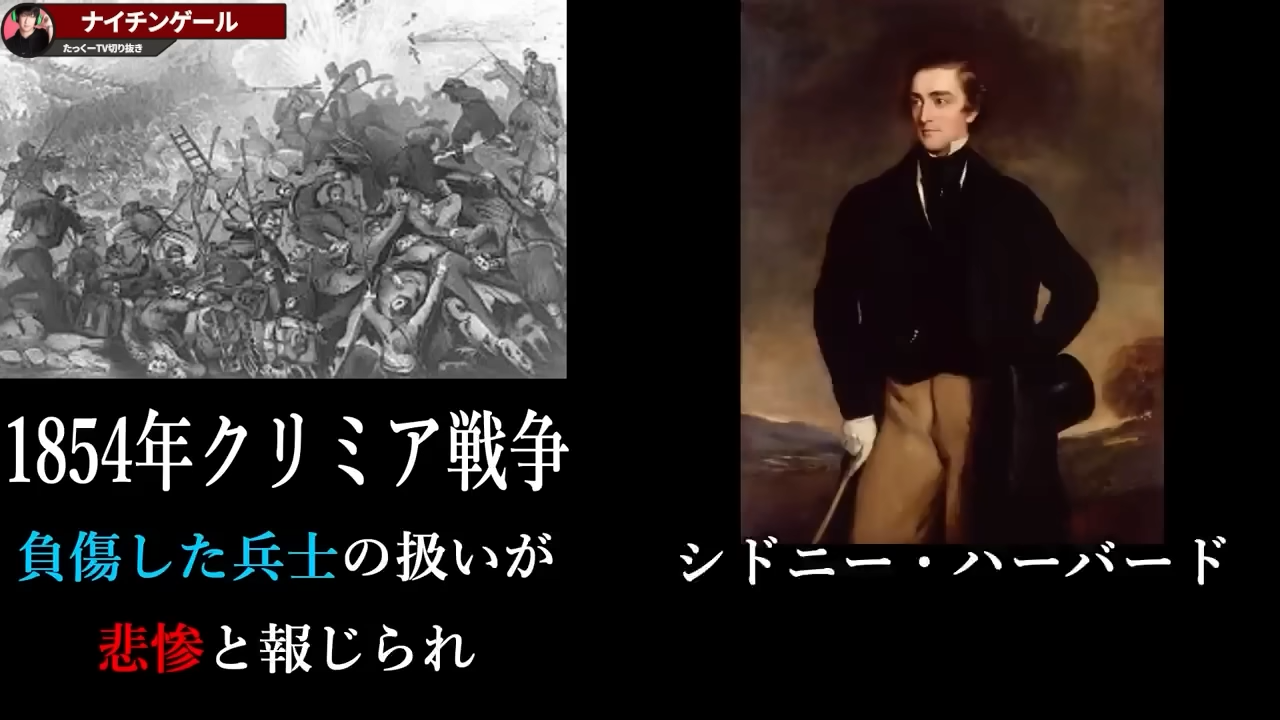 ナイチンゲール
たっくーTV切り抜き
1854年クリミア戦争
負傷した兵士の扱いが
悲惨と報じられ
シドニー・ハーバード